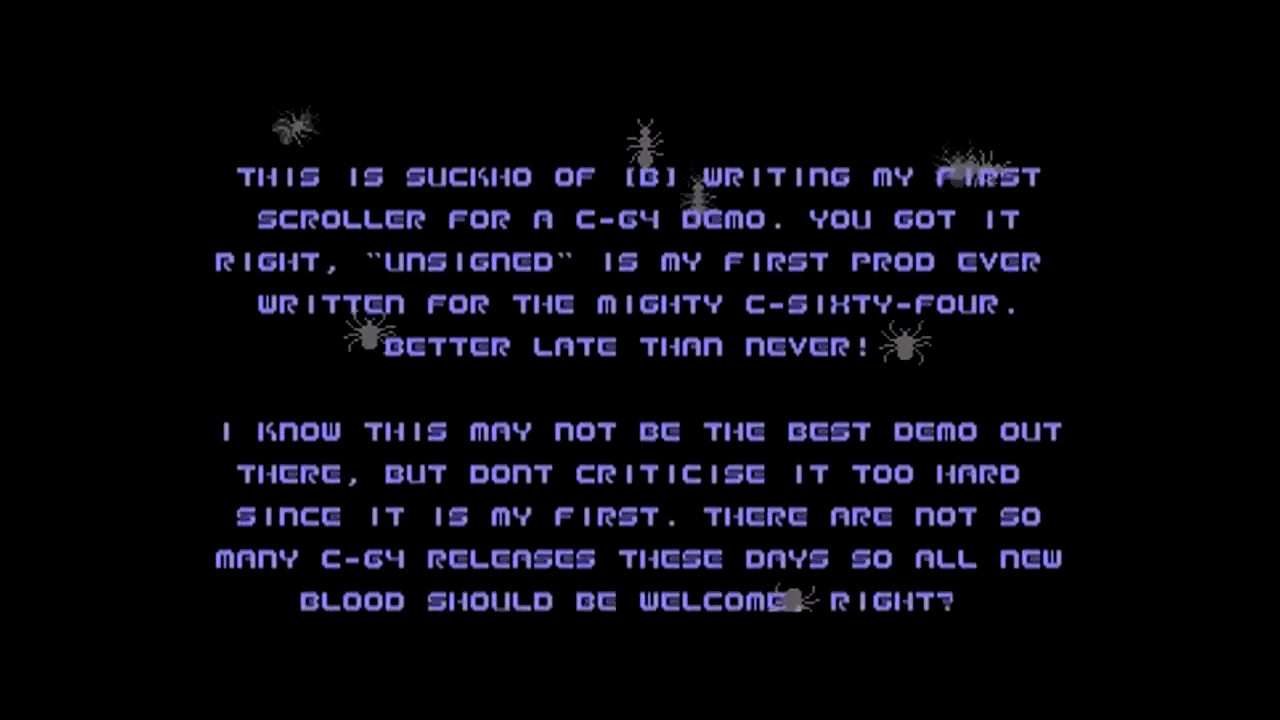 THIS IS SUCKHO OF [B] WRITING MY FIRST
SCROLLER FOR A C-64 DEMO. YOU GOT IT
RIGHT, "UNSIGNED" IS MY FIRST PROD EVER
WRITTEN FOR THE MIGHTY C-SIXTY-FOUR.
BETTER LATE THAN NEVER!
I KNOW THIS MAY NOT BE THE BEST DEMO OUT
THERE, BUT DONT CRITICISE IT TOO HARD
SINCE IT IS MY FIRST. THERE ARE NOT SO
MANY C-64 RELEASES THESE DAYS SO ALL NEW
BLOOD SHOULD BE WELCOME RIGHT?